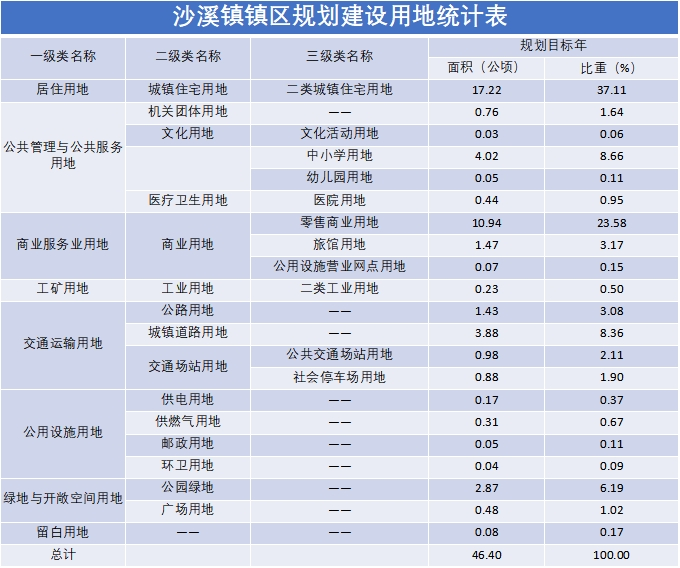 沙溪镇镇区规划建设用地统计表
一级类名称 二级类名称 三级类名称 规划目标年
面积（公顷） 比重（%）
居住用地 城镇住宅用地 二类城镇住宅用地 17.22 37.11
公共管理与公共服务
用地
机关团体用地 —— 0.76 1.64
文化用地 文化活动用地 0.03 0.06
中小学用地 4.02 8.66
幼儿园用地 0.05 0.11
医疗卫生用地 医院用地 0.44 0.95
商业服务业用地 商业用地 零售商业用地 10.94 23.58
旅馆用地 1.47 3.17
公用设施营业网点用地 0.07 0.15
工矿用地 工业用地 二类工业用地 0.23 0.50
交通运输用地 公路用地 —— 1.43 3.08
城镇道路用地 —— 3.88 8.36
交通场站用地 公共交通场站用地 0.98 2.11
社会停车场用地 0.88 1.90
公用设施用地 供电用地 —— 0.17 0.37
供燃气用地 —— 0.31 0.67
邮政用地 —— 0.05 0.11
环卫用地 —— 0.04 0.09
绿地与开敞空间用地 公园绿地 —— 2.87 6.19
广场用地 —— 0.48 1.02
留白用地 —— —— 0.08 0.17
总计 46.40 100.00